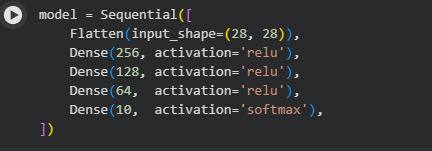 model = Sequential([
    Flatten(input_shape=(28, 28)),
    Dense(256, activation='relu'),
    Dense(128, activation='relu'),
    Dense(64, activation='relu'),
    Dense(10,  activation='softmax'),
])